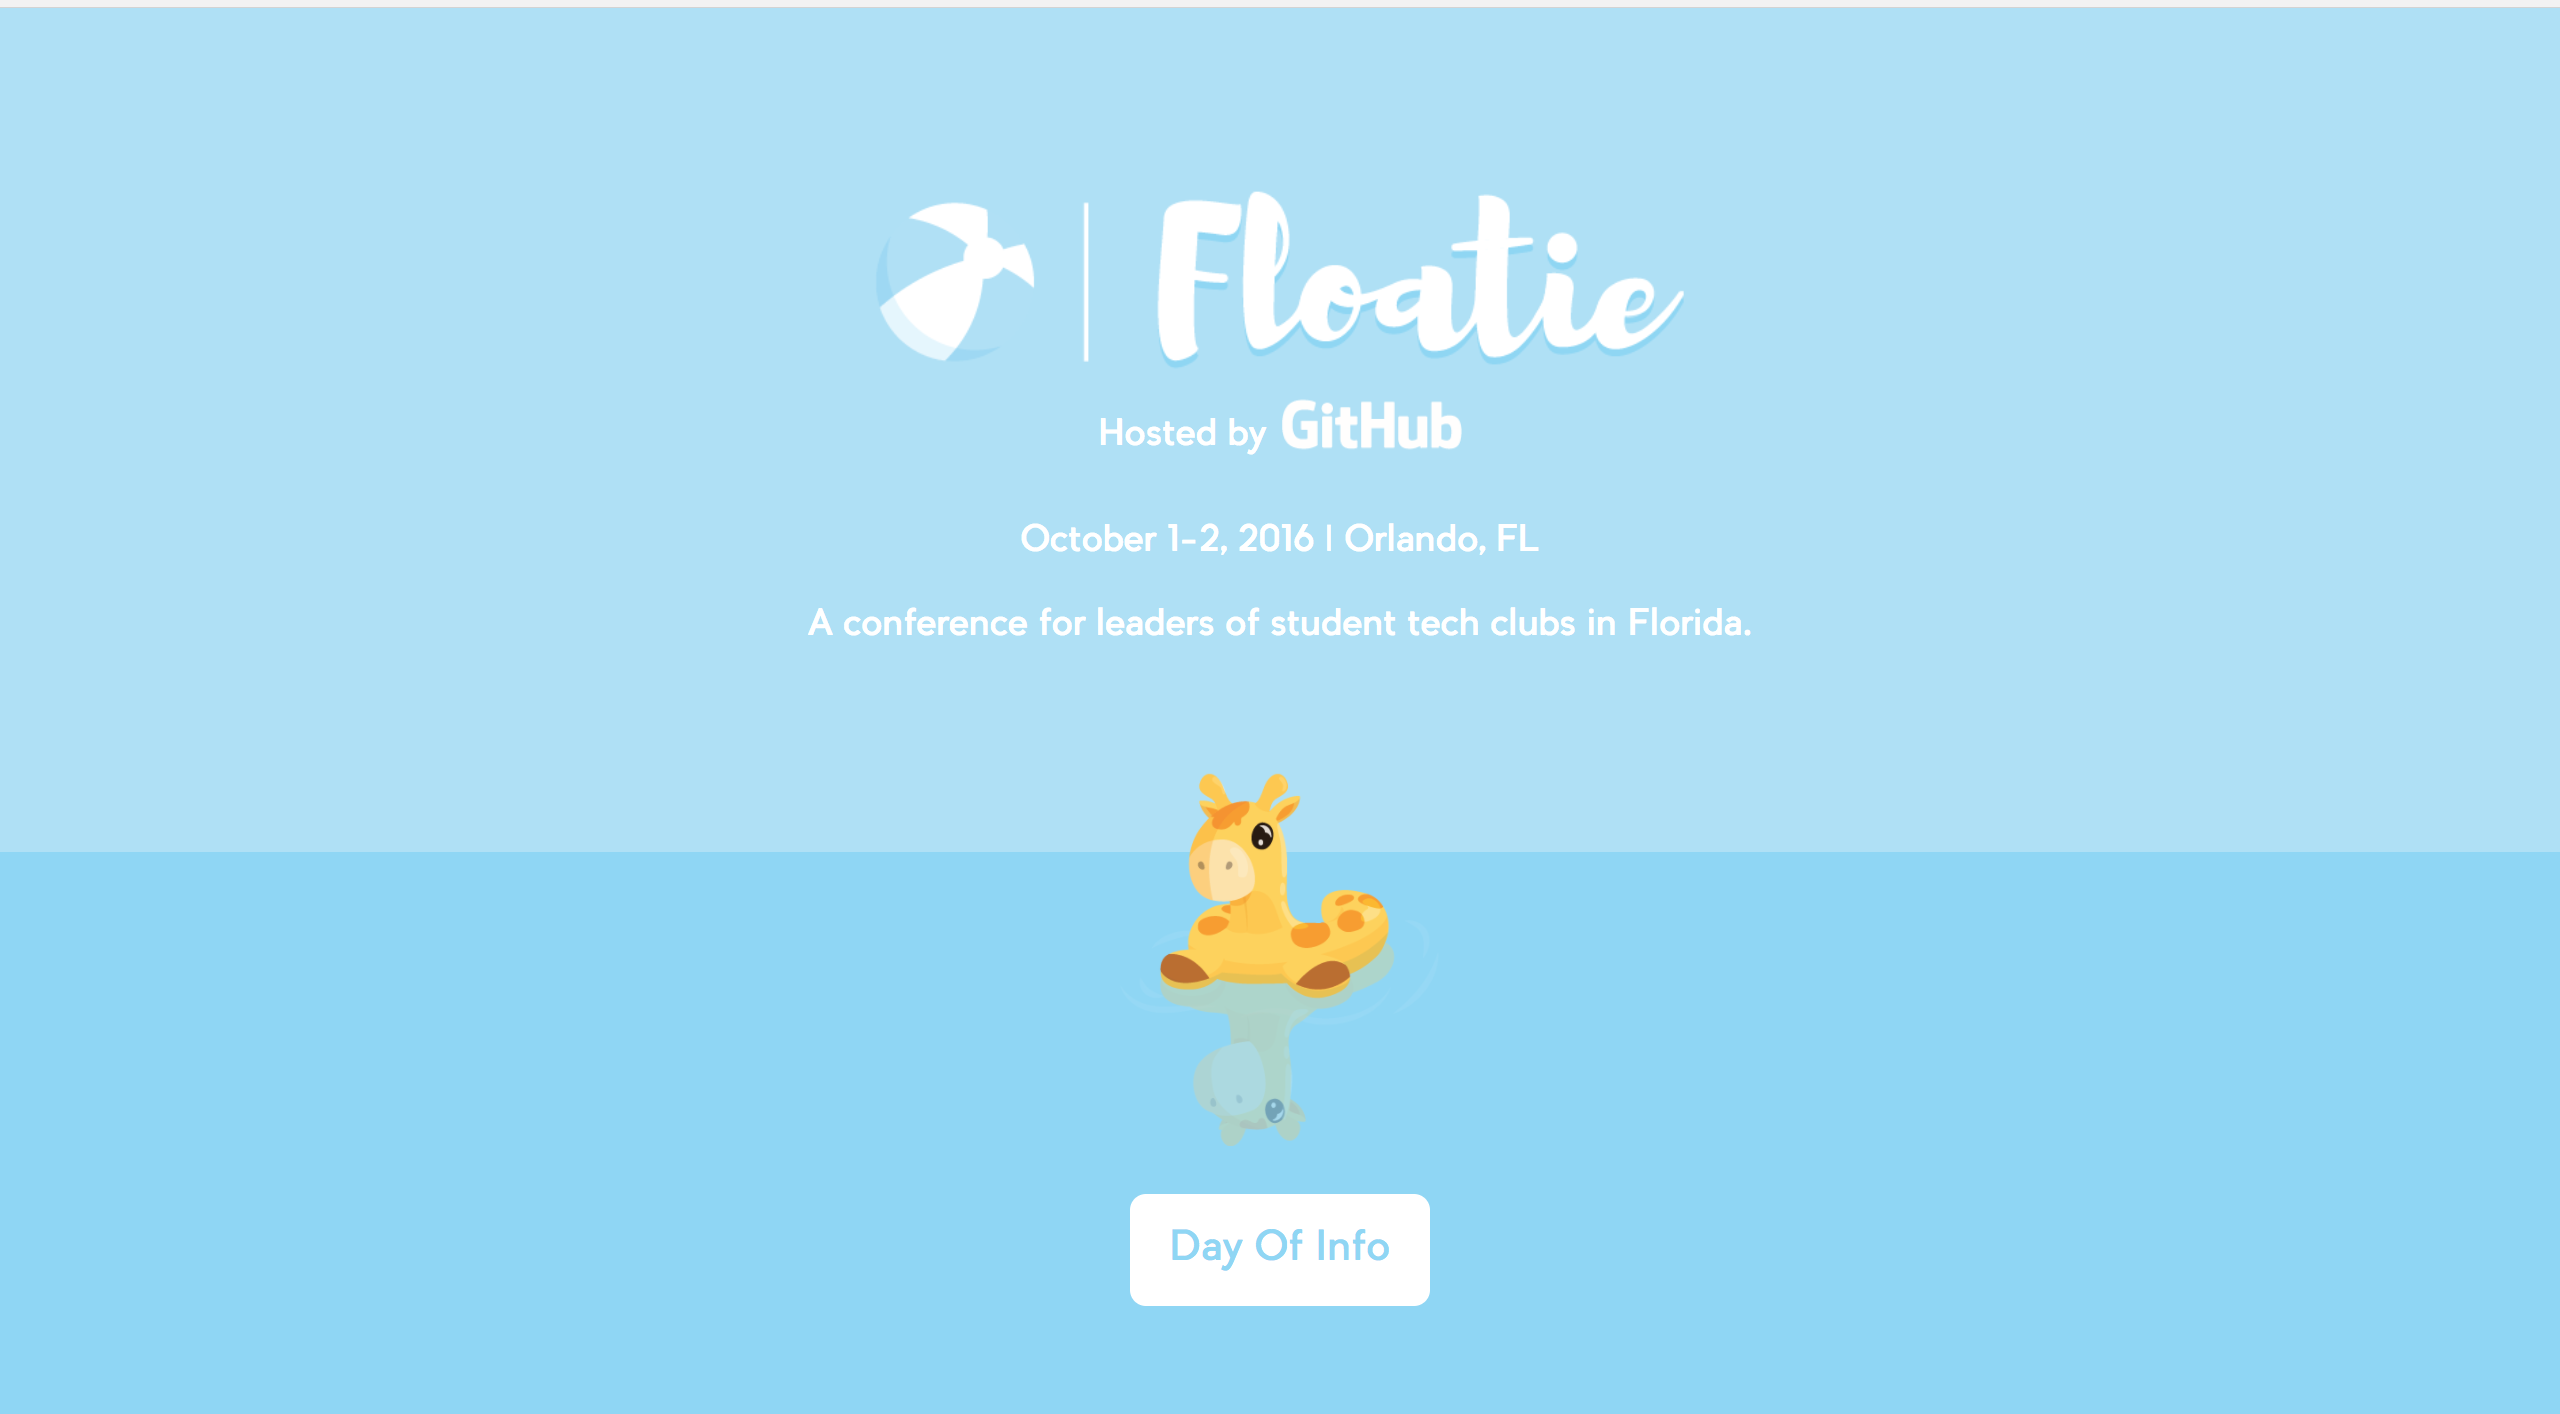 Floatie
Hosted by GitHub
October 1-2, 2016 | Orlando, FL
A conference for leaders of student tech clubs in Florida.
Day Of Info